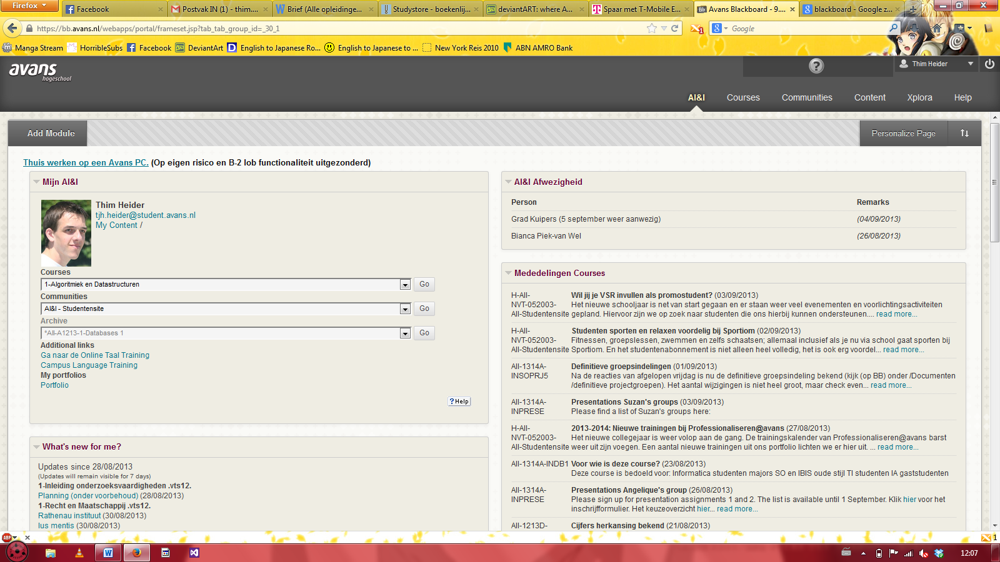 Firefox
Facebook
Postvak IN (1) - thim....
Brief (Alle opleidinge...
Studystore - boekenlij...
deviantART: where A...
Spaar met T-Mobile E...
Avans Blackboard - 9....
blackboard - Google z...
https://bb.avans.nl/webapps/portal/frameset.jsp?tab_tab_group_id=_30_1
Google
Manga Stream
HorribleSubs
Facebook
DeviantArt
English to Japanese Ro...
English to Japanese to ...
New York Reis 2010
ABN AMRO Bank
avans
hogeschool
Thim Heider
AI&I
Courses
Communities
Content
Xplora
Help
Add Module
Personalize Page
Thuis werken op een Avans PC. (Op eigen risico en B-2 lob functionaliteit uitgezonderd)
Mijn AI&I
Thim Heider
tjh.heider@student.avans.nl
My Content /
Courses
1-Algoritmiek en Datastructuren
Go
Communities
AI&I - Studentensite
Go
Archive
*AII-A1213-1-Databases 1
Go
Additional links
Ga naar de Online Taal Training
Campus Language Training
My portfolios
Portfolio
? Help
What's new for me?
Updates since 28/08/2013
(Updates will remain visible for 7 days)
1-Inleiding onderzoeksvaardigheden .vts12.
Planning (onder voorbehoud) (28/08/2013)
1-Recht en Maatschappij .vts12.
Rathenau instituut (30/08/2013)
Ius mentis (30/08/2013)
AI&I Afwezigheid
Person Remarks
Grad Kuipers (5 september weer aanwezig) (04/09/2013)
Bianca Piek-van Wel (26/08/2013)
Mededelingen Courses
H-AII-NVT-052003-AII-Studentensite
Wil jij je VSR invullen als promostudent? (03/09/2013)
Het nieuwe schooljaar is net van start gegaan en er staan weer veel evenementen en voorlichtingsactiviteiten
gepland. Hiervoor zijn we op zoek naar studenten die ons hierbij kunnen ondersteunen.... read more...
H-AII-NVT-052003-AII-Studentensite
Studenten sporten en relaxen voordelig bij Sportiom (02/09/2013)
Fitnessen, groepslessen, zwemmen en zelfs schaatsen; allemaal inclusief als je nu via school gaat sporten bij
Sportiom. En het studentenabonnement is niet alleen heel volledig, het is ook erg voordel... read more...
AII-1314A-INSOPRJ5
Definitieve groepsindelingen (01/09/2013)
Na de reacties van afgelopen vrijdag is nu de definitieve groepsindeling bekend (kijk (op BB) onder /Documenten
/definitieve projectgroepen). Het aantal wijzigingen is niet heel groot, maar check even... read more...
AII-1314A-INPRESE
Presentations Suzan's groups (03/09/2013)
Please find a list of Suzan's groups here:
H-AII-NVT-052003-AII-Studentensite
2013-2014: Nieuwe trainingen bij Professionaliseren@avans (27/08/2013)
Het nieuwe collegejaar is weer volop aan de gang. De trainingskalender van Professionaliseren@avans barst
weer uit zijn voegen. Een aantal nieuwe trainingen uit ons portfolio lichten we er hier uit. ... read more...
AII-1314A-INDB1
Voor wie is deze course? (23/08/2013)
Deze course is bedoeld voor: Informatica studenten majors SO en IBIS oude stijl TI studenten IA gaststudenten
AII-1314A-INPRESE
Presentations Angelique's group (26/08/2013)
Please sign up for presentation assignments 1 and 2. The list is available until 1 September. Klik hier voor het
inschrijfformulier. Het keuzeoverzicht hier... read more...
AII-1213D-
Cijfers herkansing bekend (21/08/2013)
ABP
1
12:07